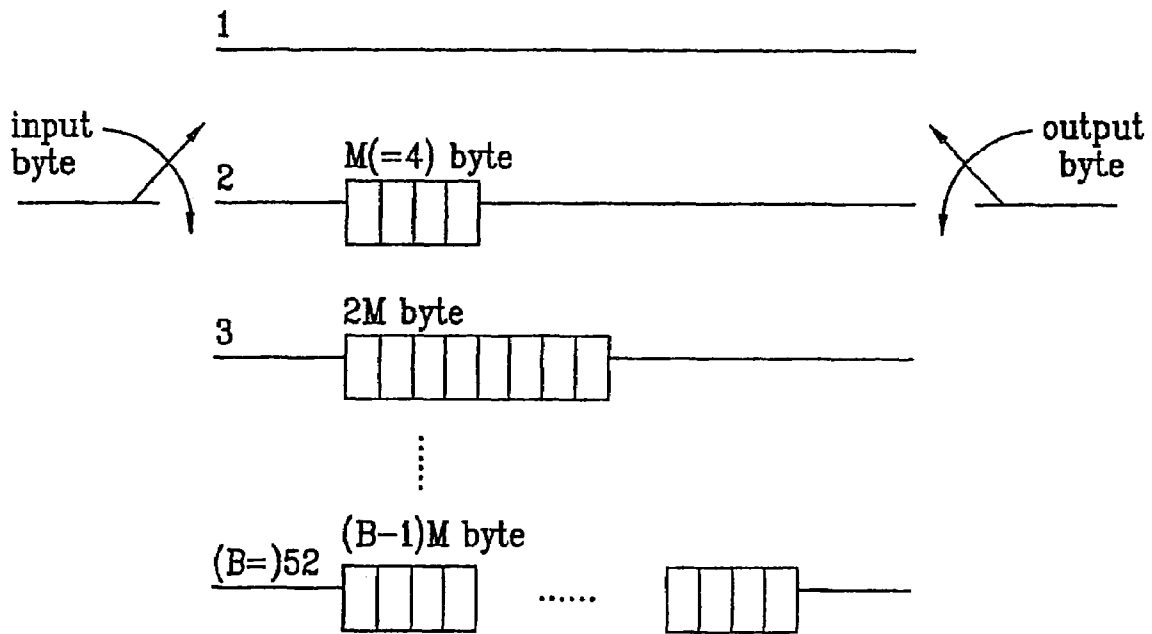 1
input
byte
output
byte
M(=4) byte
2
2M byte
3
(B-1)M byte
(B=)52